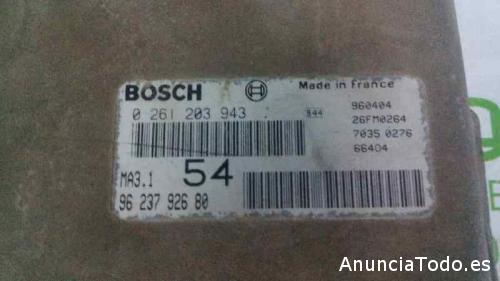 BOSCH
Made in France
0 261 203 943
844
960404
26FM0264
7035 0276
66404
MA3.1
54
96 237 926 80
AnunciaTodo.es